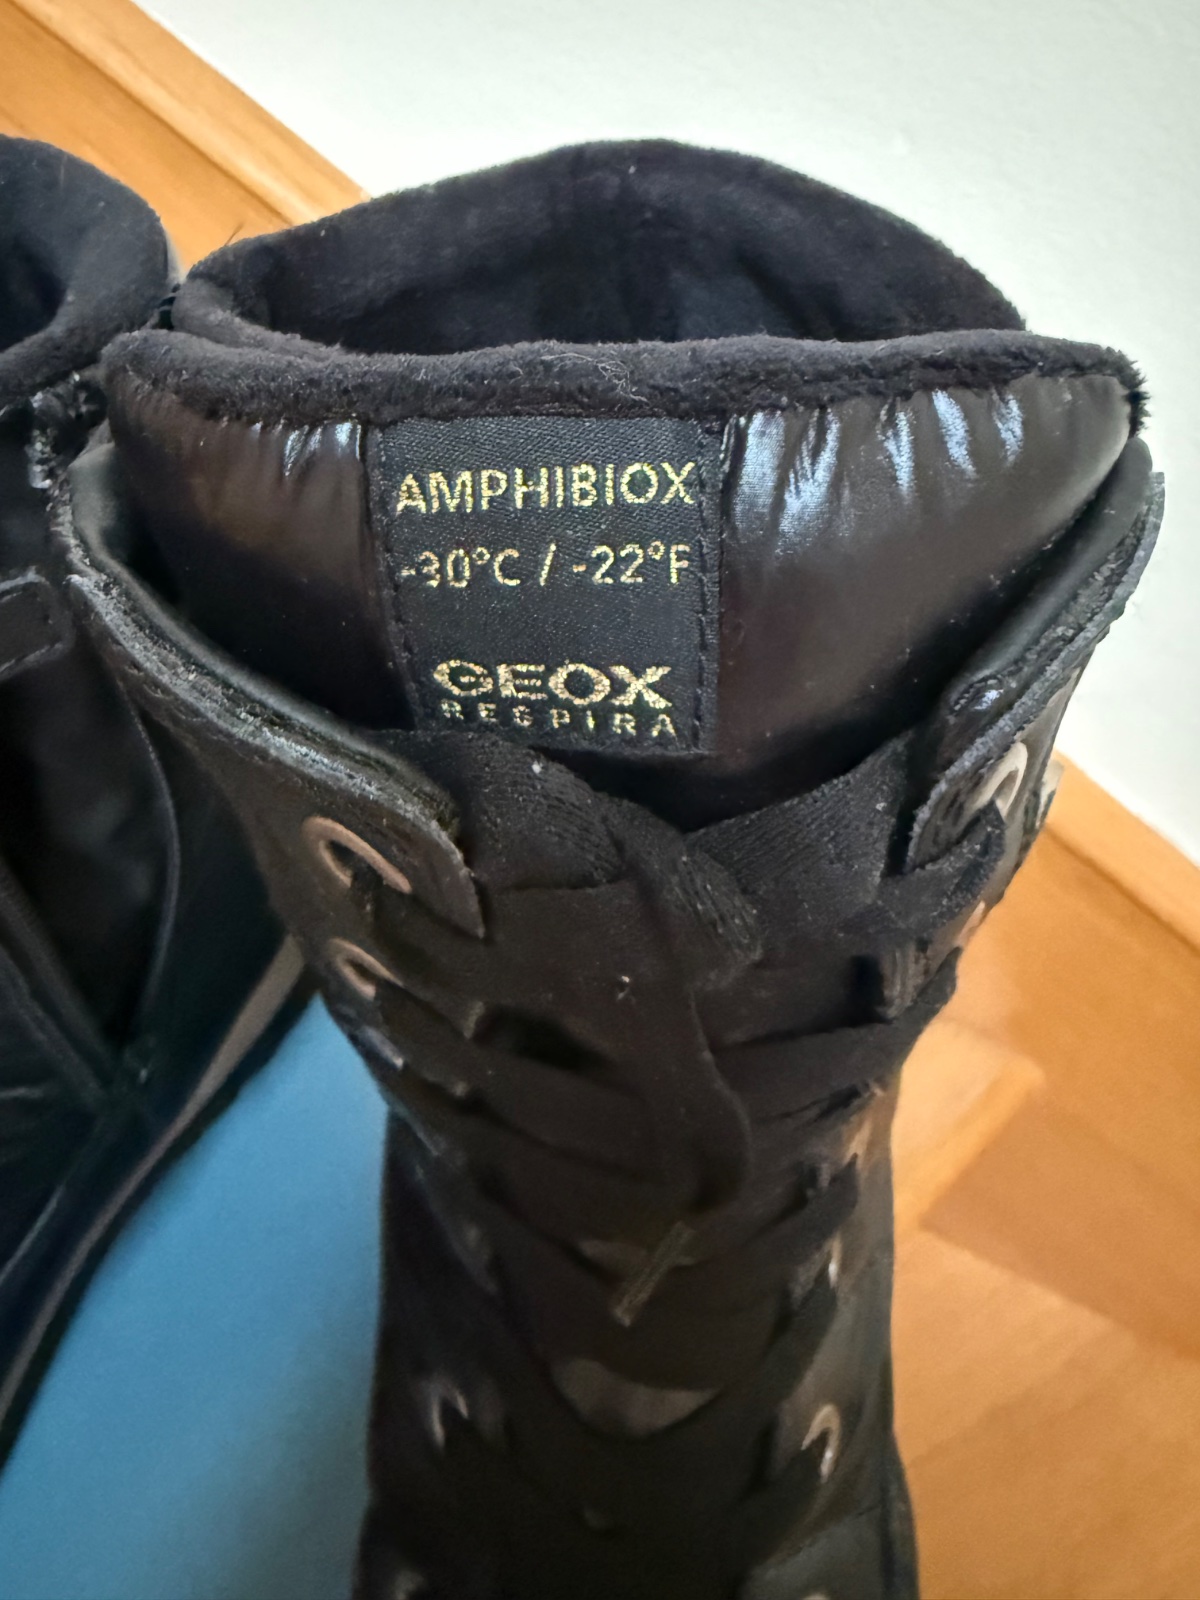 AMPHIBIOX
-30°C / -22°F
GEOX
RESPIRA